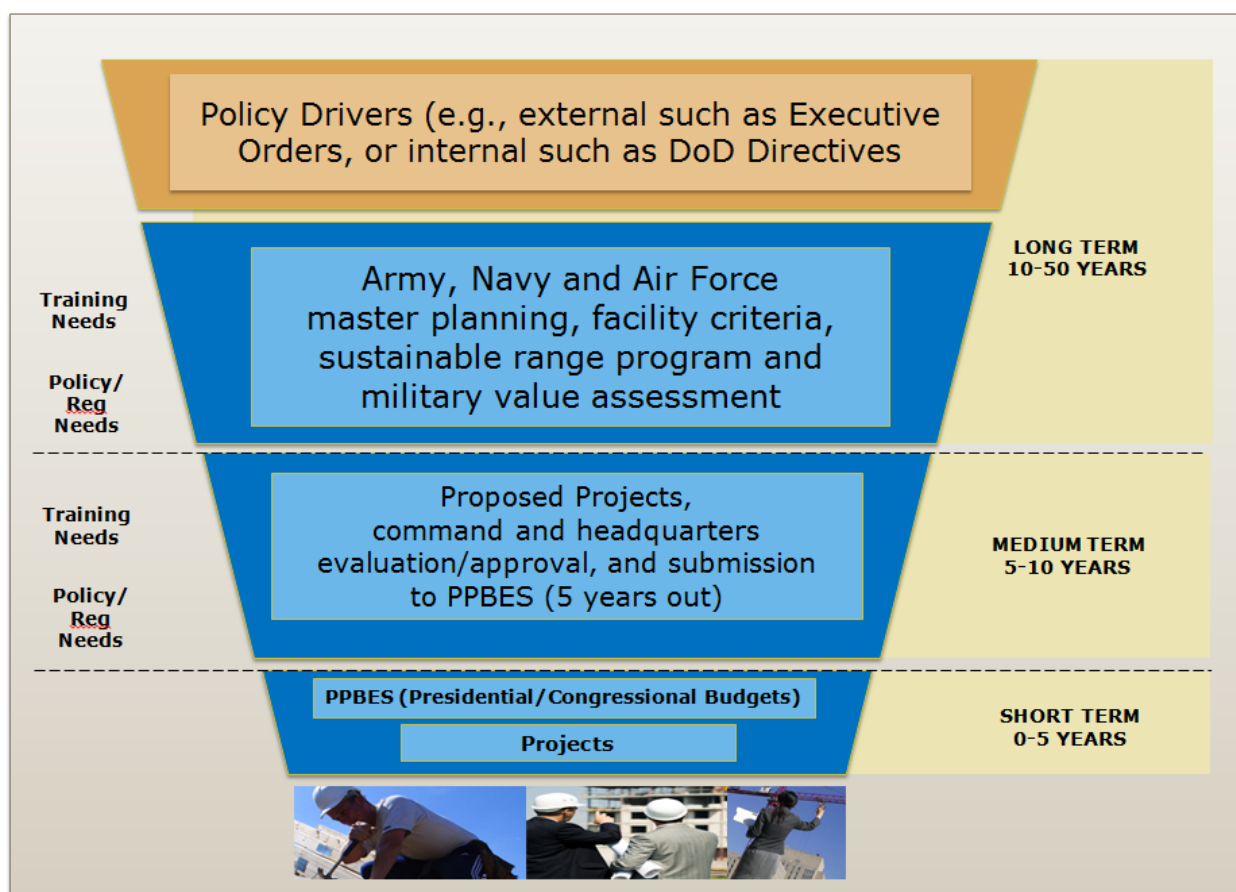 Policy Drivers (e.g., external such as Executive
Orders, or internal such as DoD Directives
LONG TERM
10-50 YEARS
Army, Navy and Air Force
master planning, facility criteria,
sustainable range program and
military value assessment
Training
Needs
Policy/
Reg
Needs
Proposed Projects,
command and headquarters
evaluation/approval, and submission
to PPBES (5 years out)
Training
Needs
Policy/
Reg
Needs
MEDIUM TERM
5-10 YEARS
PPBES (Presidential/Congressional Budgets)
Projects
SHORT TERM
0-5 YEARS